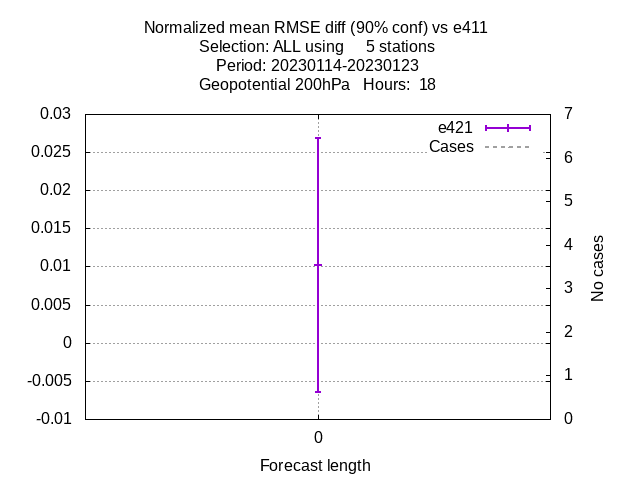 Normalized mean RMSE diff (90% conf) vs e411
Selection: ALL using     5 stations
Period: 20230114-20230123
Geopotential 200hPa   Hours:  18
0.03
0.025
0.02
0.015
0.01
0.005
0
-0.005
-0.01
7
6
5
4
3
2
1
0
e421
Cases
No cases
0
Forecast length